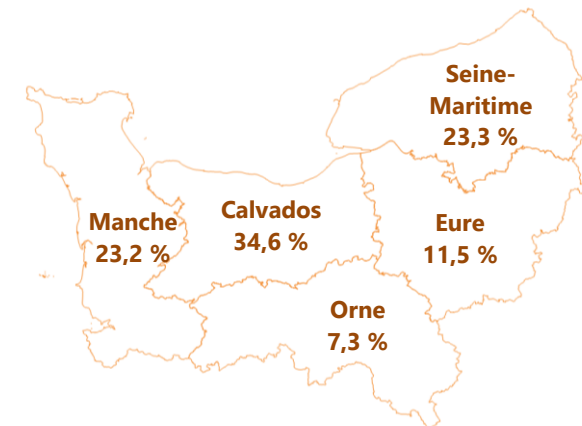 Seine-
Maritime
23,3 %
Manche
23,2 %
Calvados
34,6 %
Eure
11,5 %
Orne
7,3 %